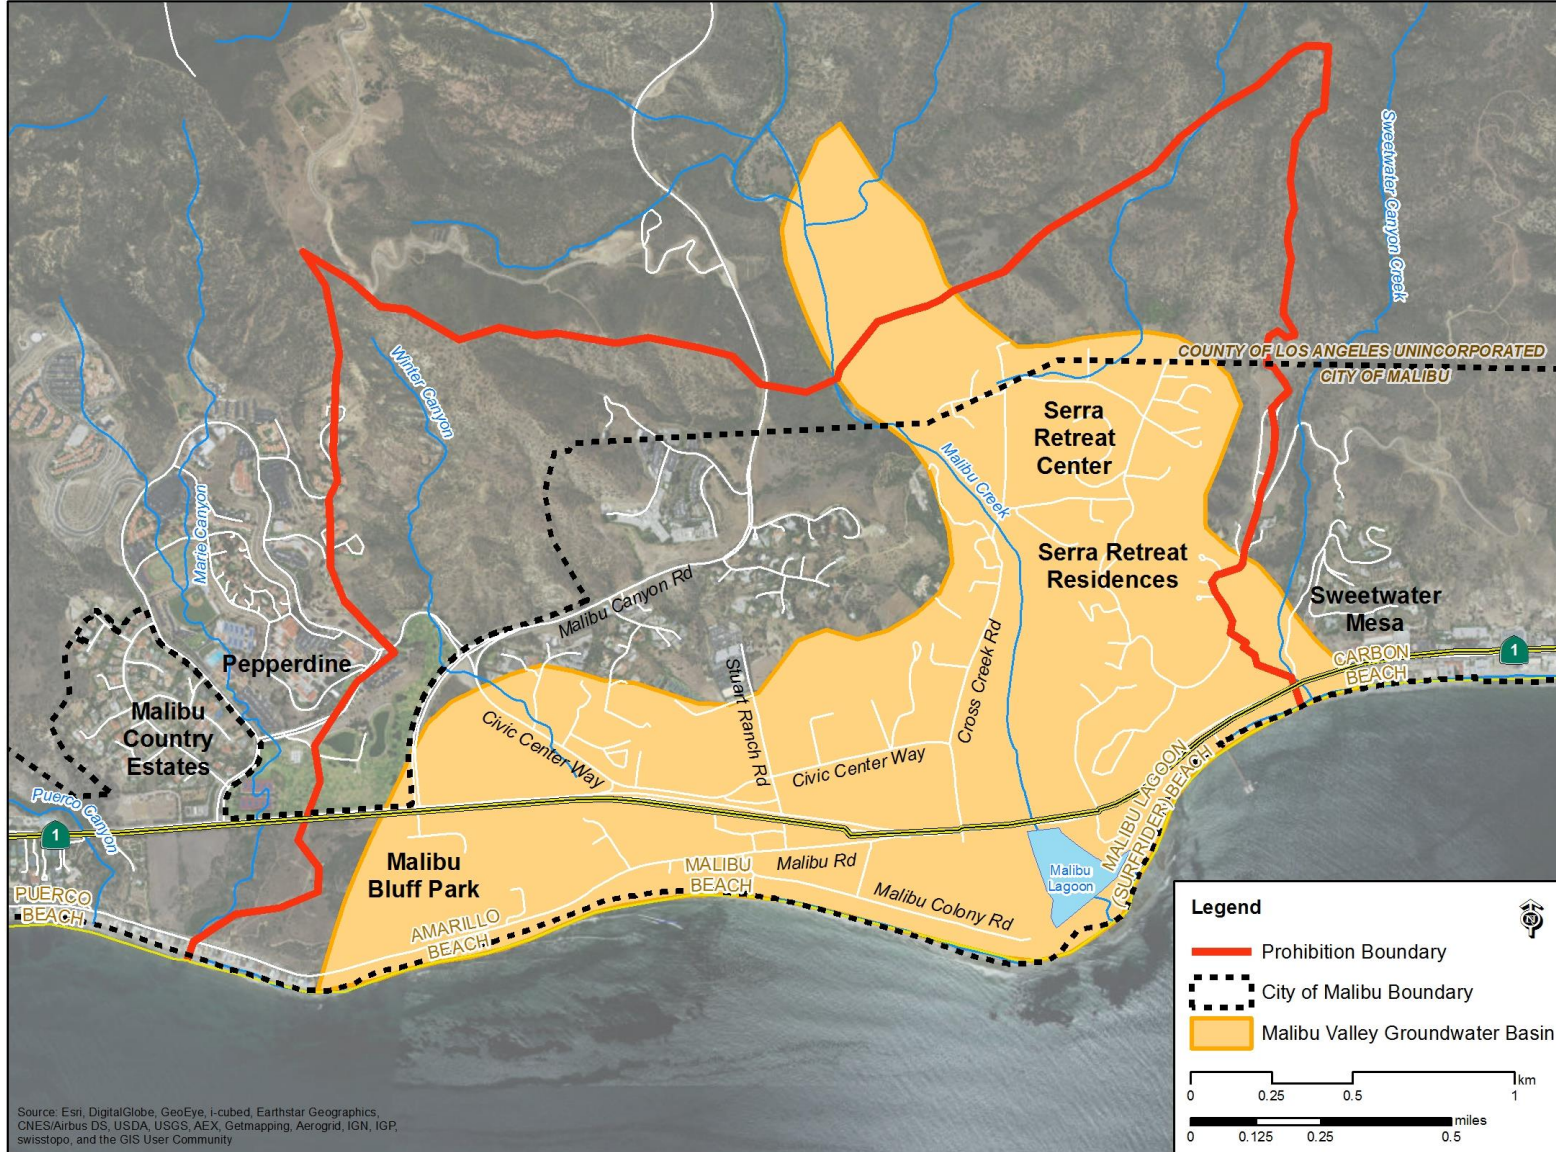 Sweetwater Canyon Creek
COUNTY OF LOS ANGELES UNINCORPORATED
CITY OF MALIBU
Winter Canyon
Serra
Retreat
Center
Malibu Creek
Marie Canyon
Serra Retreat
Residences
Malibu Canyon Rd
Sweetwater
Mesa
Pepperdine
Stuart Ranch Rd
Cross Creek Rd
CARBON
BEACH
1
Malibu
Country
Estates
Civic Center Way
Civic Center Way
Puerco Canyon
1
MALIBU LAGOON
(SURFRIDER) BEACH
Malibu
Bluff Park
MALIBU
BEACH
Malibu Rd
Malibu
Lagoon
Malibu Colony Rd
PUERCO
BEACH
AMARILLO
BEACH
Legend
N
Prohibition Boundary
City of Malibu Boundary
Malibu Valley Groundwater Basin
km
0 0.25 0.5 1
miles
0 0.125 0.25 0.5
Source: Esri, DigitalGlobe, GeoEye, i-cubed, Earthstar Geographics,
CNES/Airbus DS, USDA, USGS, AEX, Getmapping, Aerogrid, IGN, IGP,
swisstopo, and the GIS User Community